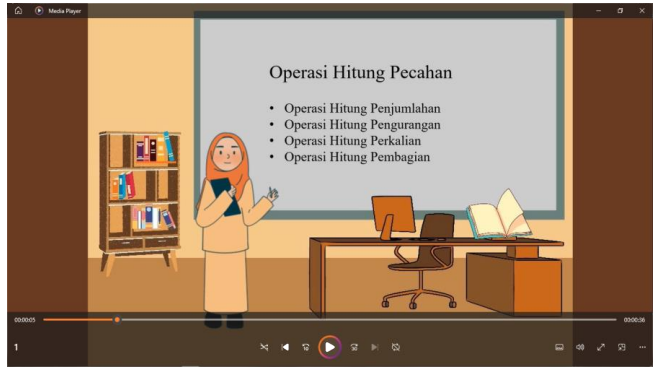 Media Player
Operasi Hitung Pecahan
• Operasi Hitung Penjumlahan
• Operasi Hitung Pengurangan
• Operasi Hitung Perkalian
• Operasi Hitung Pembagian
00:00:05
00:00:36
1